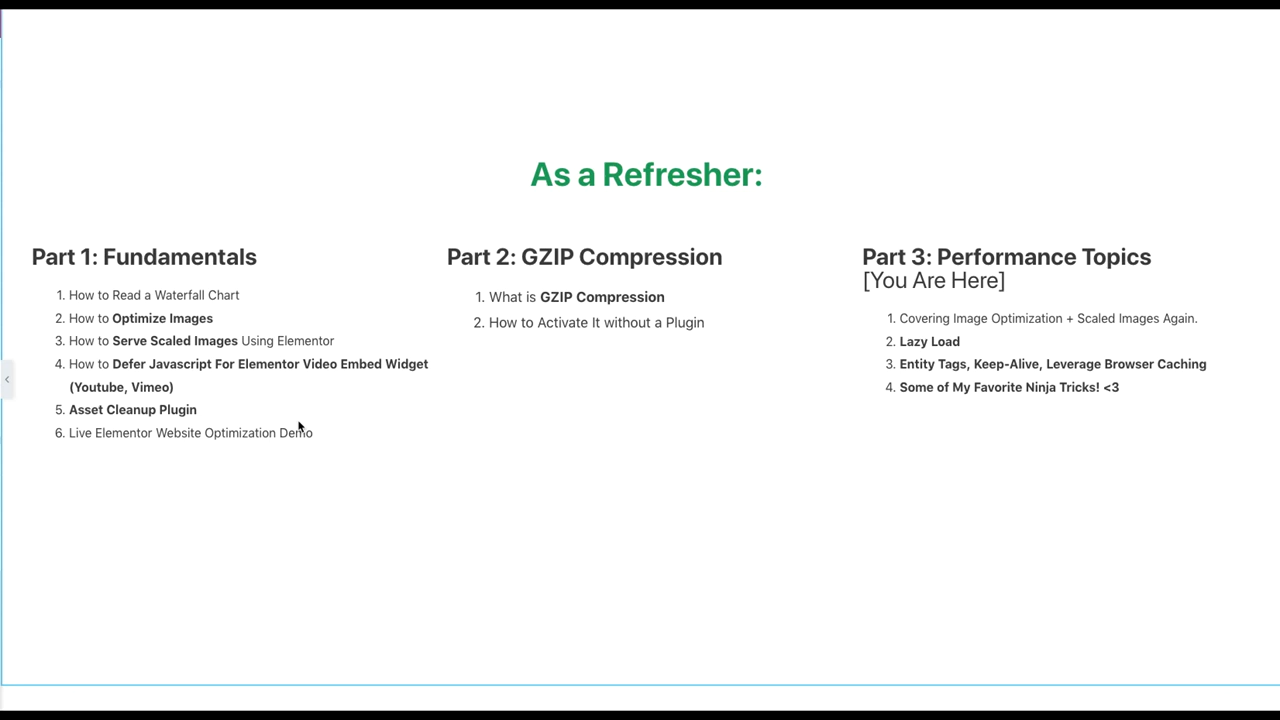 As a Refresher:
Part 1: Fundamentals
1. How to Read a Waterfall Chart
2. How to Optimize Images
3. How to Serve Scaled Images Using Elementor
4. How to Defer Javascript For Elementor Video Embed Widget
(Youtube, Vimeo)
5. Asset Cleanup Plugin
6. Live Elementor Website Optimization Demo
Part 2: GZIP Compression
1. What is GZIP Compression
2. How to Activate It without a Plugin
Part 3: Performance Topics
[You Are Here]
1. Covering Image Optimization + Scaled Images Again.
2. Lazy Load
3. Entity Tags, Keep-Alive, Leverage Browser Caching
4. Some of My Favorite Ninja Tricks! <3